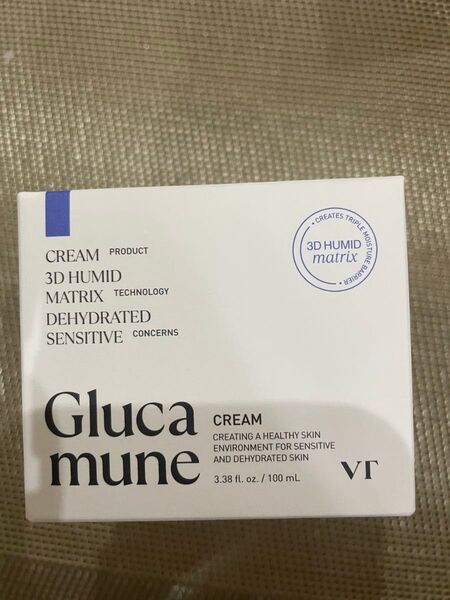 CREAM PRODUCT
3D HUMID
MATRIX TECHNOLOGY
DEHYDRATED
SENSITIVE CONCERNS
• CREATES TRIPLE MOISTURE BARRIER •
3D HUMID
matrix
Gluca
mune
CREAM
CREATING A HEALTHY SKIN
ENVIRONMENT FOR SENSITIVE
AND DEHYDRATED SKIN
3.38 fl. oz. / 100 mL
VT